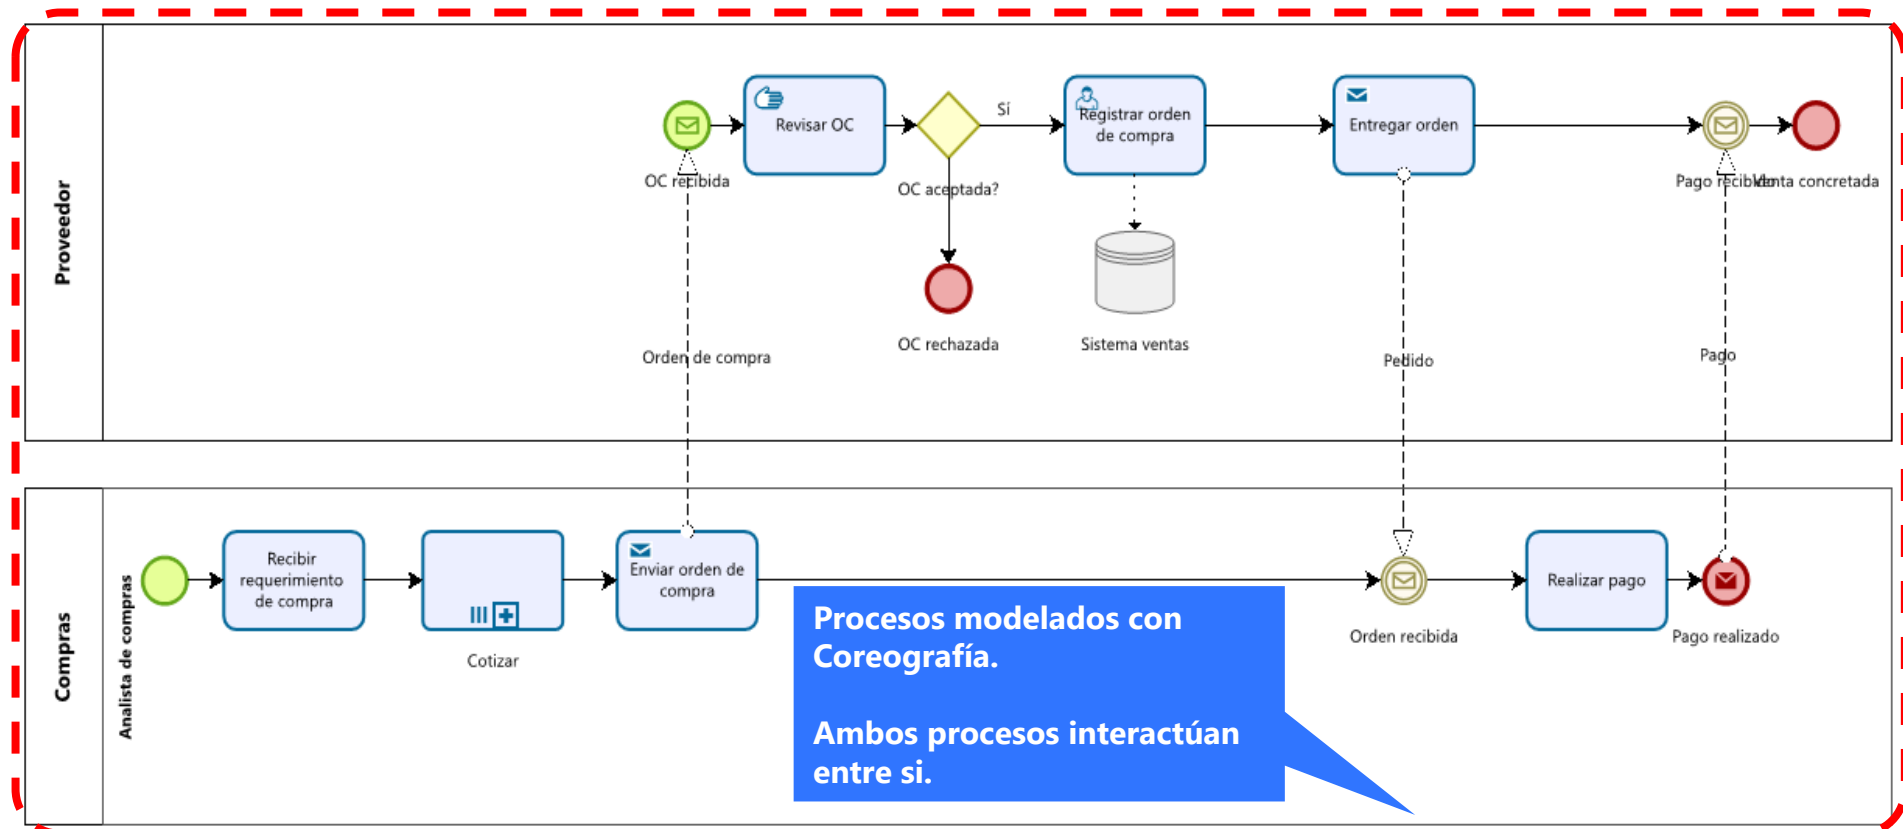 Proveedor
OC recibida
Revisar OC
OC aceptada?
Sí
OC rechazada
Registrar orden
de compra
Sistema ventas
Entregar orden
Pago recibido
Venta concretada
Orden de compra
Pedido
Pago
Compras
Analista de compras
Recibir
requerimiento
de compra
Cotizar
Enviar orden de
compra
Orden recibida
Realizar pago
Pago realizado
Procesos modelados con
Coreografía.
Ambos procesos interactúan
entre si.